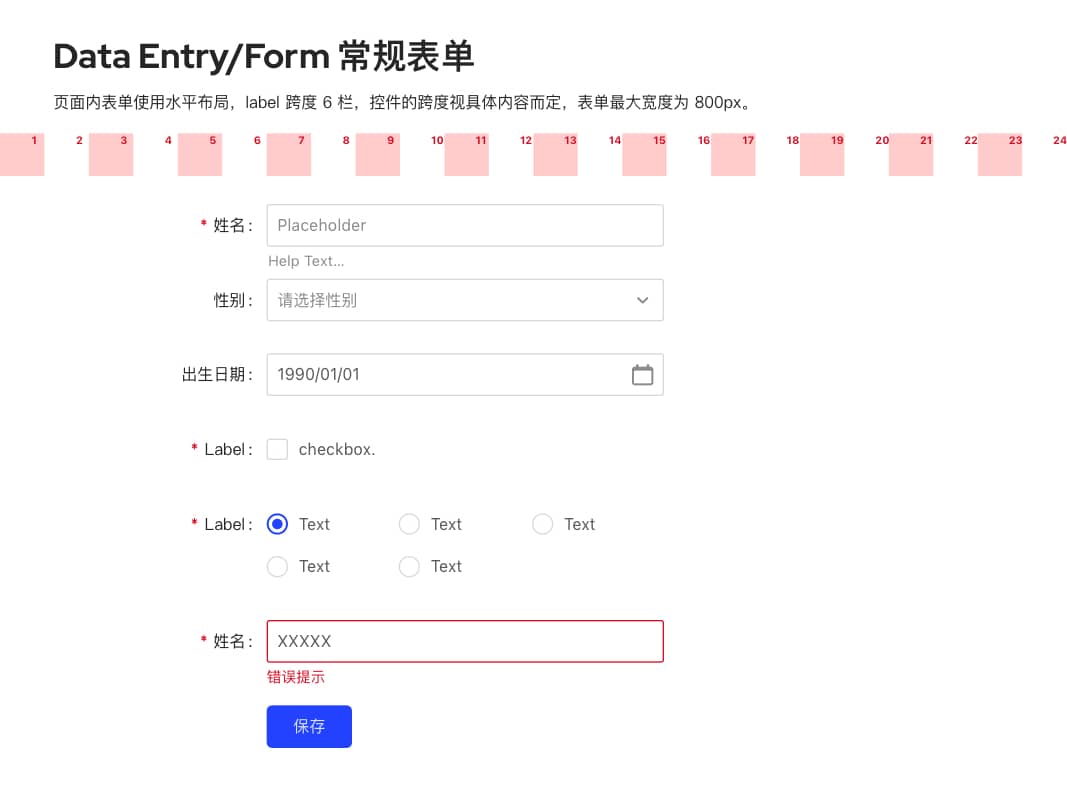 Data Entry/Form 常规表单
页面内表单使用水平布局，label 跨度 6 栏，控件的跨度视具体内容而定，表单最大宽度为 800px。
1 2 3 4 5 6 7 8 9 10 11 12 13 14 15 16 17 18 19 20 21 22 23 24
* 姓名： Placeholder
Help Text...
性别： 请选择性别
出生日期： 1990/01/01
* Label： checkbox.
* Label： Text Text Text
Text Text
* 姓名： XXXXX
错误提示
保存